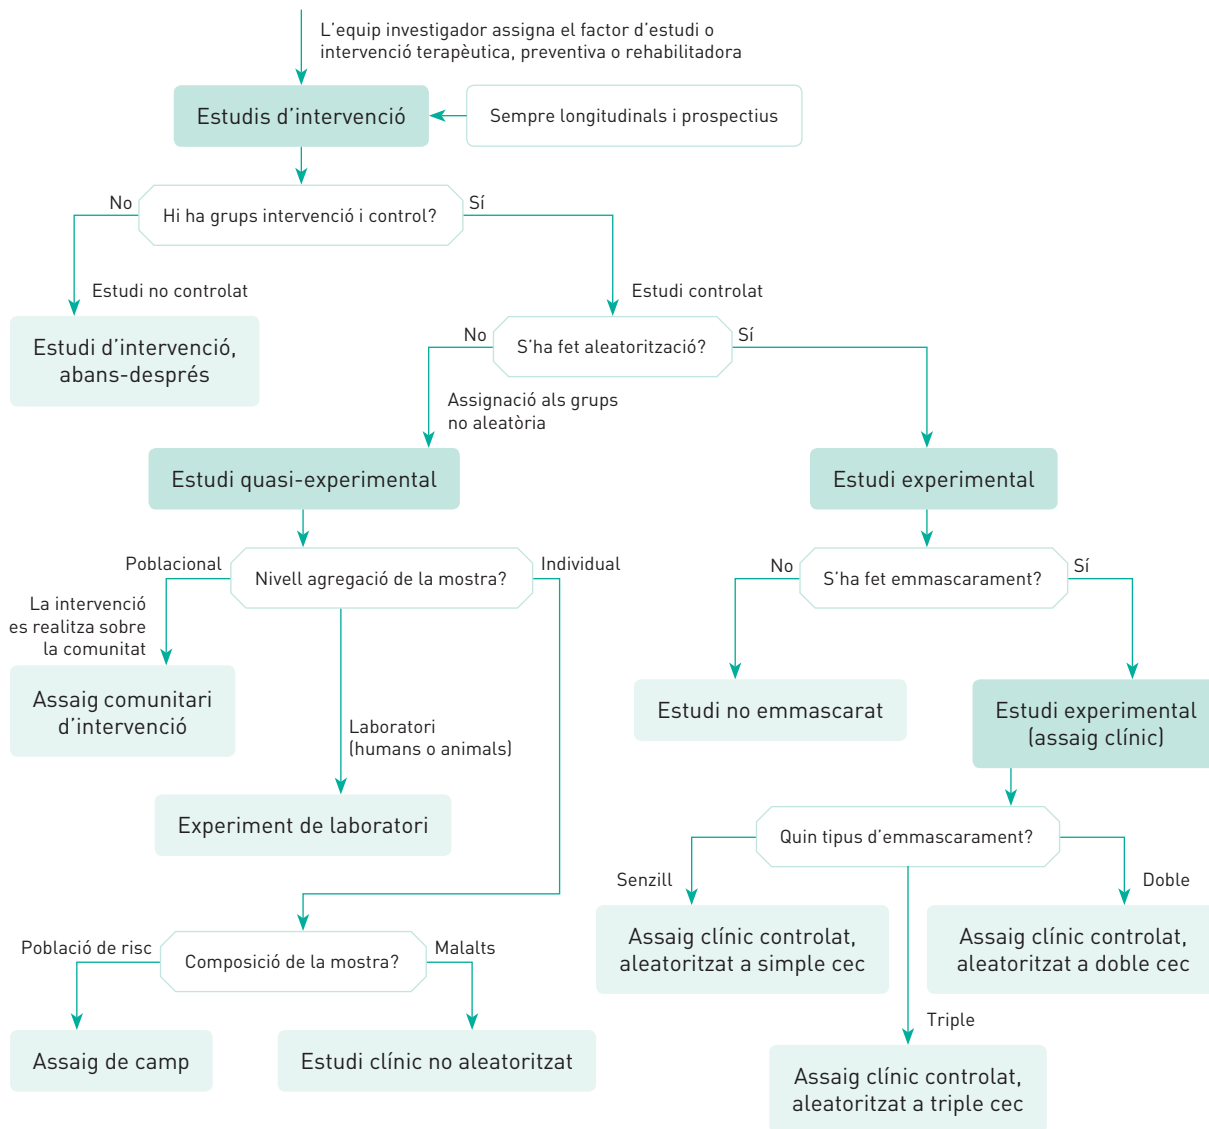 L'equip investigador assigna el factor d'estudi o
intervenció terapèutica, preventiva o rehabilitadora
Estudis d'intervenció
Sempre longitudinals i prospectius
No
Hi ha grups intervenció i control?
Sí
Estudi no controlat
Estudi controlat
Estudi d'intervenció,
abans-després
No
S'ha fet aleatorització?
Sí
Assignació als grups
no aleatòria
Estudi quasi-experimental
Estudi experimental
Poblacional
Nivell agregació de la mostra?
Individual
No
S'ha fet emmascarament?
Sí
La intervenció
es realitza sobre
la comunitat
Assaig comunitari
d'intervenció
Estudi no emmascarat
Estudi experimental
(assaig clínic)
Laboratori
(humans o animals)
Experiment de laboratori
Quin tipus d'emmascarament?
Senzill
Doble
Assaig clínic controlat,
aleatoritzat a simple cec
Assaig clínic controlat,
aleatoritzat a doble cec
Població de risc
Composició de la mostra?
Malalts
Triple
Assaig de camp
Estudi clínic no aleatoritzat
Assaig clínic controlat,
aleatoritzat a triple cec